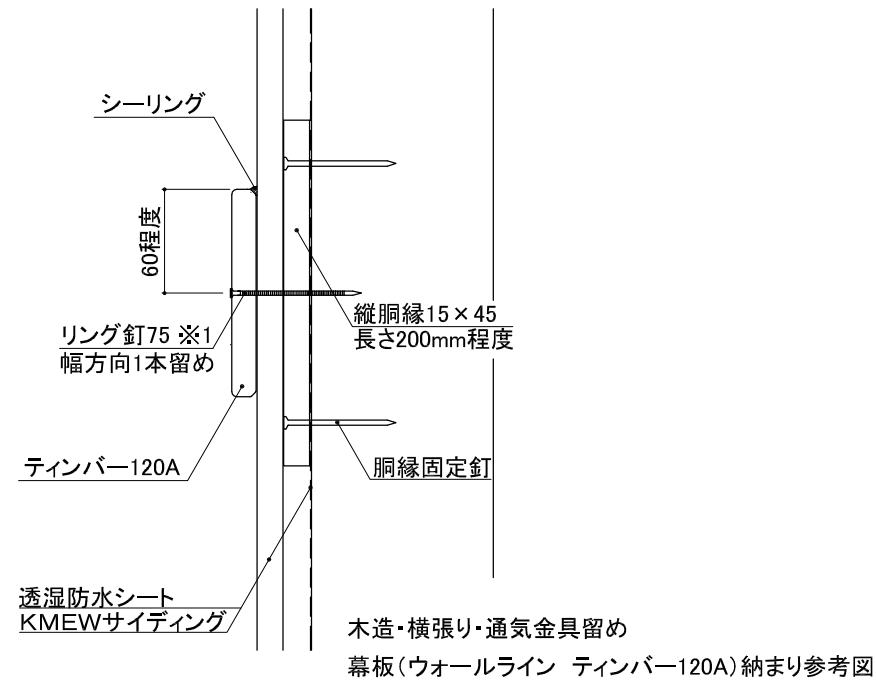 シーリング
60程度
縦胴縁15×45
長さ200mm程度
リング釘75 ※1
幅方向1本留め
ティンバー120A
胴縁固定釘
透湿防水シート
KMEWサイディング
木造・横張り・通気金具留め
幕板(ウォールライン ティンバー120A)納まり参考図